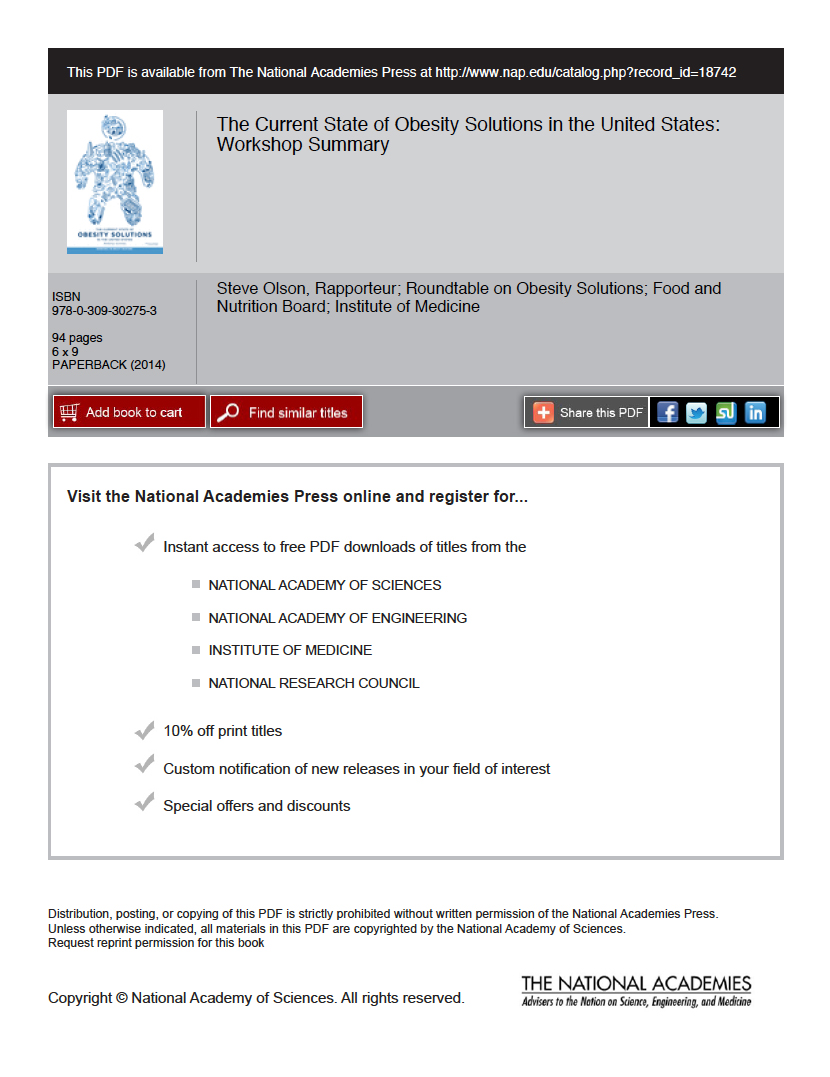 This PDF is available from The National Academies Press at http://www.nap.edu/catalog.php?record_id=18742
The Current State of Obesity Solutions in the United States:
Workshop Summary
OBESITY SOLUTIONS
ISBN
978-0-309-30275-3
94 pages
6 x 9
PAPERBACK (2014)
Steve Olson, Rapporteur; Roundtable on Obesity Solutions; Food and
Nutrition Board; Institute of Medicine
Add book to cart
Find similar titles
Share this PDF
Visit the National Academies Press online and register for...
Instant access to free PDF downloads of titles from the
NATIONAL ACADEMY OF SCIENCES
NATIONAL ACADEMY OF ENGINEERING
INSTITUTE OF MEDICINE
NATIONAL RESEARCH COUNCIL
10% off print titles
Custom notification of new releases in your field of interest
Special offers and discounts
Distribution, posting, or copying of this PDF is strictly prohibited without written permission of the National Academies Press.
Unless otherwise indicated, all materials in this PDF are copyrighted by the National Academy of Sciences.
Request reprint permission for this book
Copyright © National Academy of Sciences. All rights reserved.
THE NATIONAL ACADEMIES
Advisers to the Nation on Science, Engineering, and Medicine